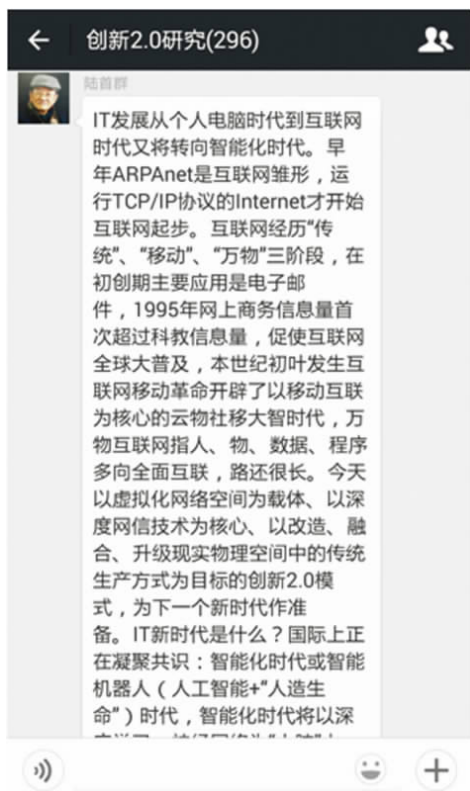 创新2.0研究(296)
陆首群
IT发展从个人电脑时代到互联网
时代又将转向智能化时代。早
年ARPAnet是互联网雏形，运
行TCP/IP协议的Internet才开始
互联网起步。互联网经历“传
统”、“移动”、“万物”三阶段，在
初创期主要应用是电子邮
件，1995年网上商务信息量首
次超过科教信息量，促使互联网
全球大普及，本世纪初叶发生互
联网移动革命开辟了以移动互联
为核心的云物社移大智时代，万
物互联网指人、物、数据、程序
多向全面互联，路还很长。今天
以虚拟化网络空间为载体、以深
度网信技术为核心、以改造、融
合、升级现实物理空间中的传统
生产方式为目标的创新2.0模
式，为下一个新时代作准
备。IT新时代是什么？国际上正
在凝聚共识：智能化时代或智能
机器人（人工智能+“人造生
命”）时代，智能化时代将以深